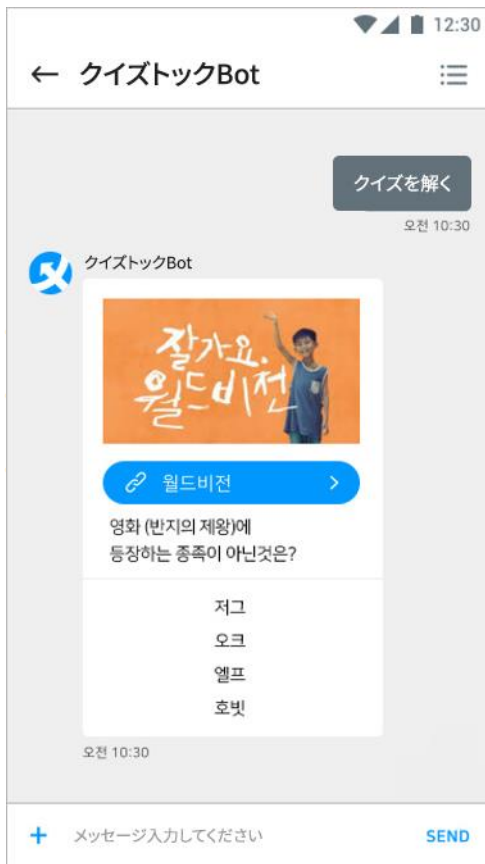 12:30
クイズトックBot
クイズを解く
오전 10:30
クイズトックBot
잘가요.
월드비전
월드비전
영화 (반지의 제왕)에
등장하는 종족이 아닌것은?
저그
오크
엘프
호빗
오전 10:30
+ メッセージ入力してください SEND